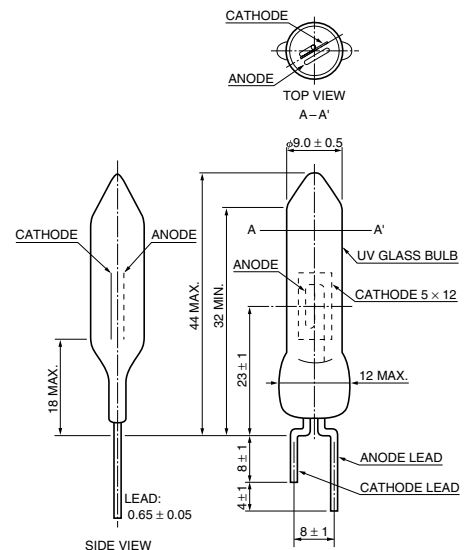 CATHODE
ANODE
TOP VIEW
A–A'
φ9.0 ± 0.5
CATHODE
ANODE
A
A'
UV GLASS BULB
ANODE
CATHODE 5 × 12
44 MAX.
32 MIN.
23 ± 1
18 MAX.
12 MAX.
8 ± 1
4 ± 1
ANODE LEAD
CATHODE LEAD
LEAD:
0.65 ± 0.05
8 ± 1
SIDE VIEW